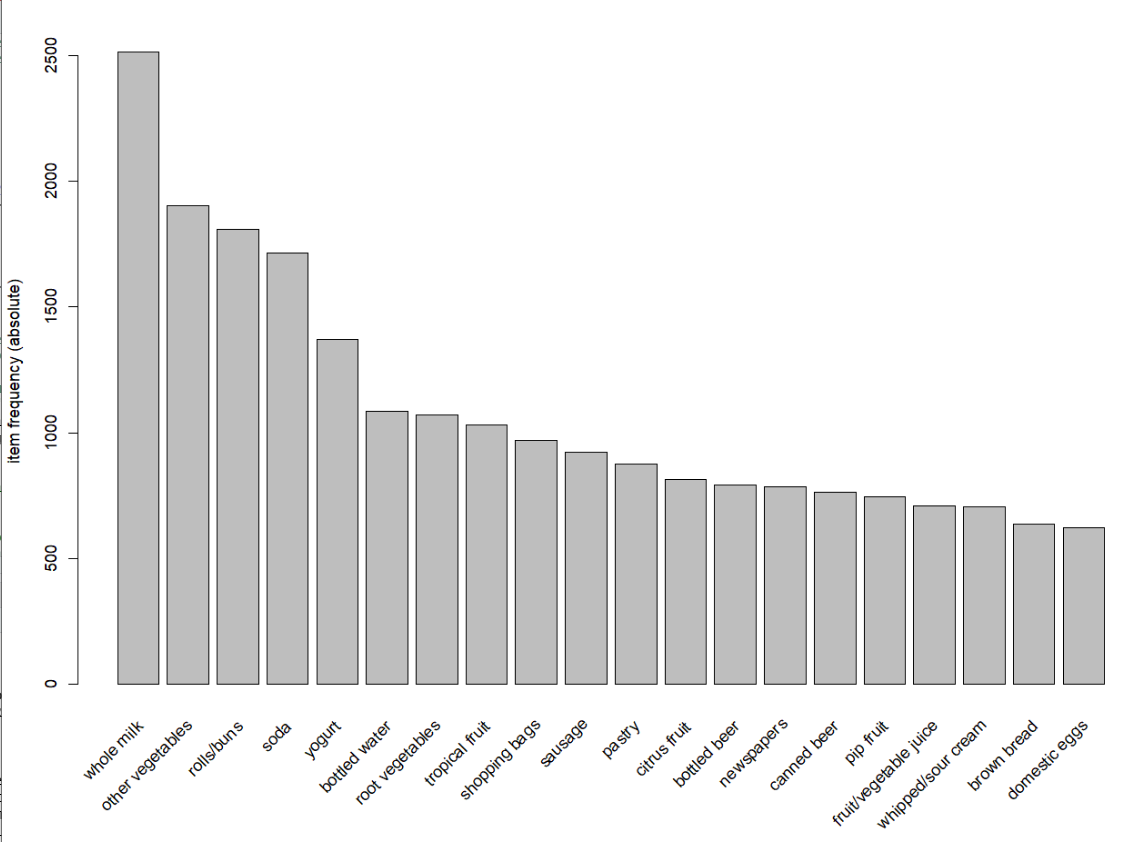 item frequency (absolute)
2500
2000
1500
1000
500
0
whole milk
other vegetables
rolls/buns
soda
yogurt
bottled water
root vegetables
tropical fruit
shopping bags
sausage
pastry
citrus fruit
bottled beer
newspapers
canned beer
pip fruit
fruit/vegetable juice
whipped/sour cream
brown bread
domestic eggs